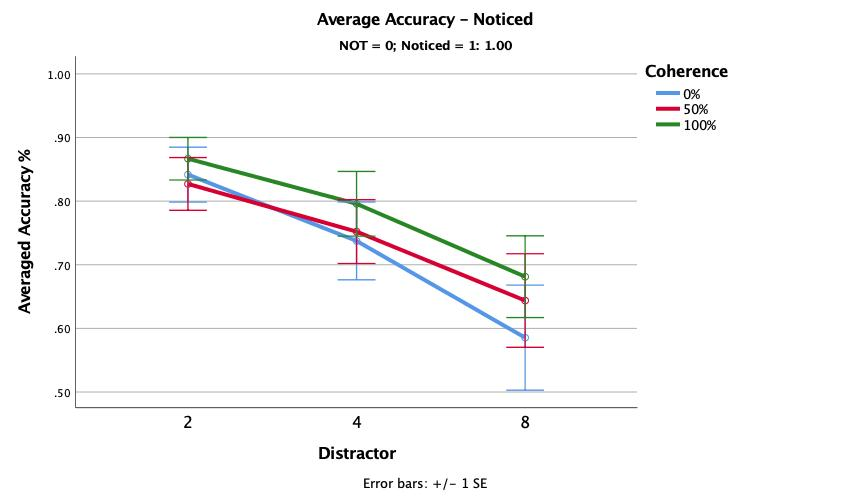 Average Accuracy – Noticed
NOT = 0; Noticed = 1: 1.00
Averaged Accuracy %
1.00
.90
.80
.70
.60
.50
2 4 8
Distractor
Error bars: +/− 1 SE
Coherence
0%
50%
100%